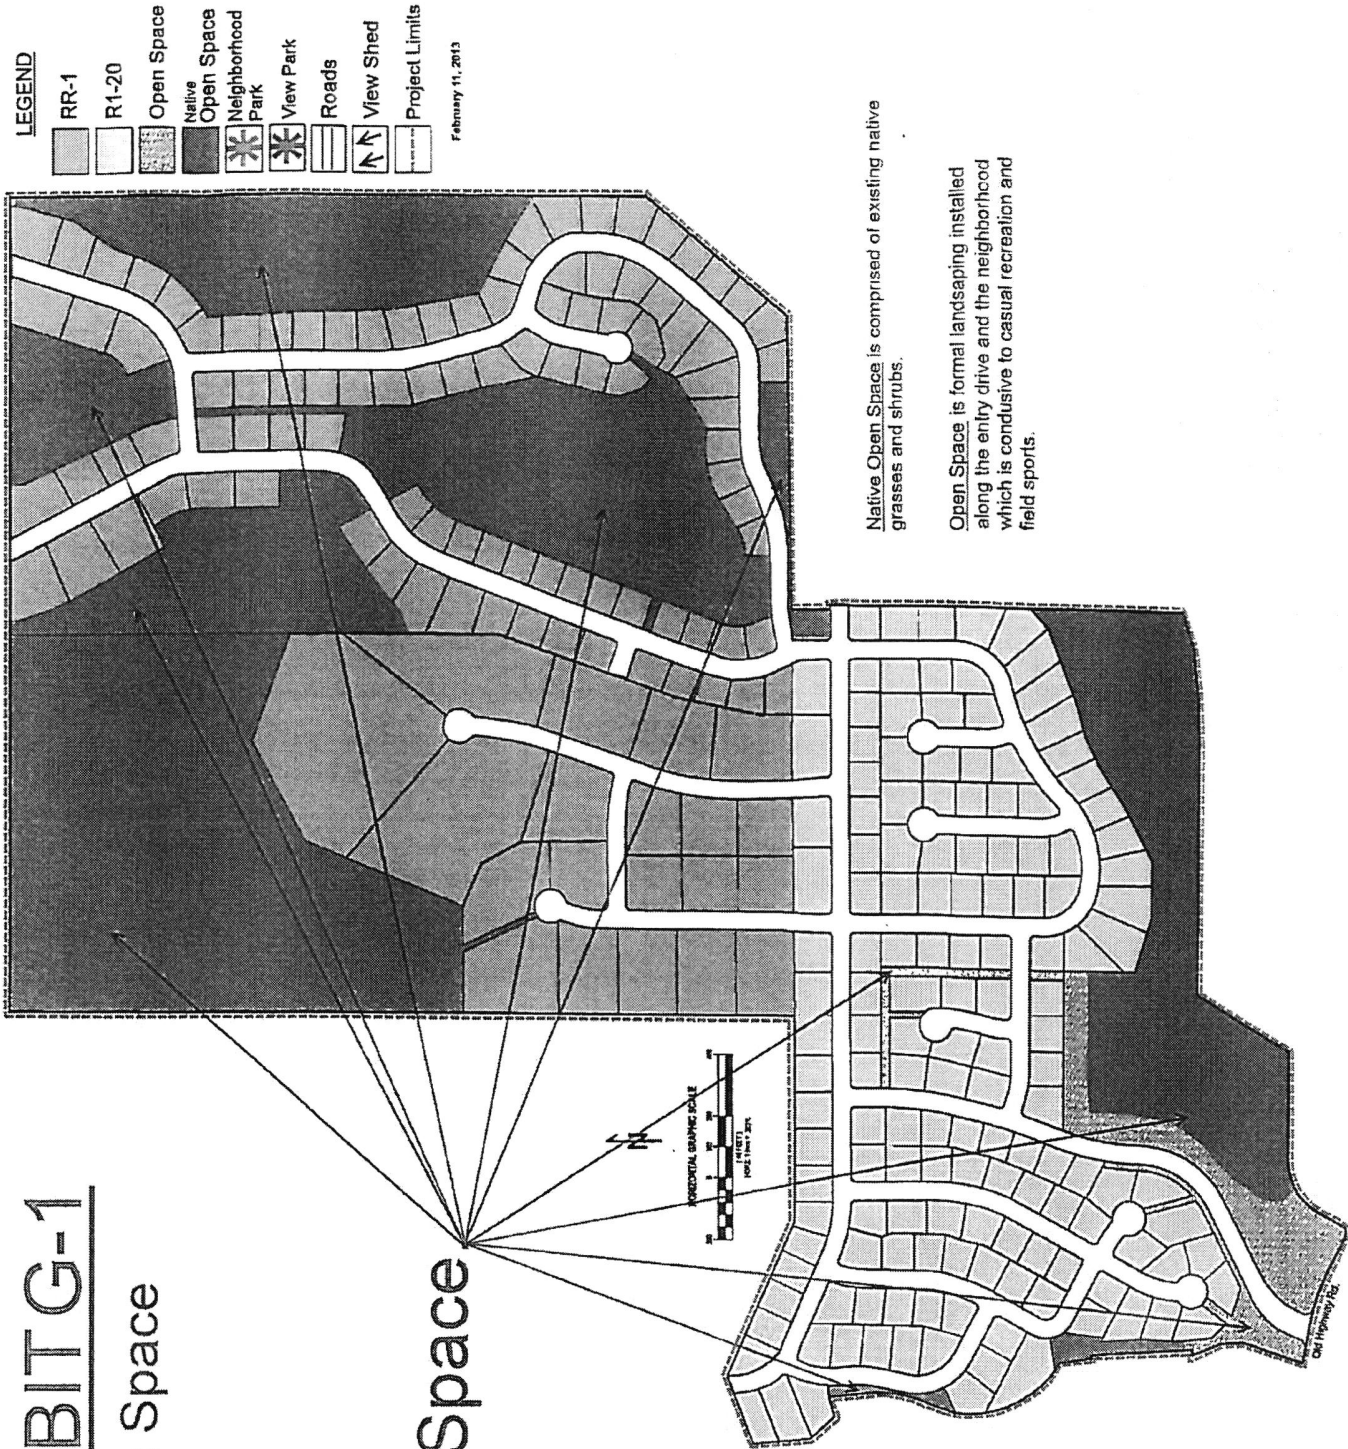 BIT G-1
Space
Space
LEGEND
RR-1
R1-20
Open Space
Native
Open Space
Neighborhood
Park
View Park
Roads
View Shed
Project Limits
February 11, 2013
Native Open Space is comprised of existing native
grasses and shrubs.
Open Space is formal landsaping installed
along the entry drive and the neighborhood
which is condusive to casual recreation and
field sports.
N
HORIZONTAL GRAPHIC SCALE
Old Highway Rd.